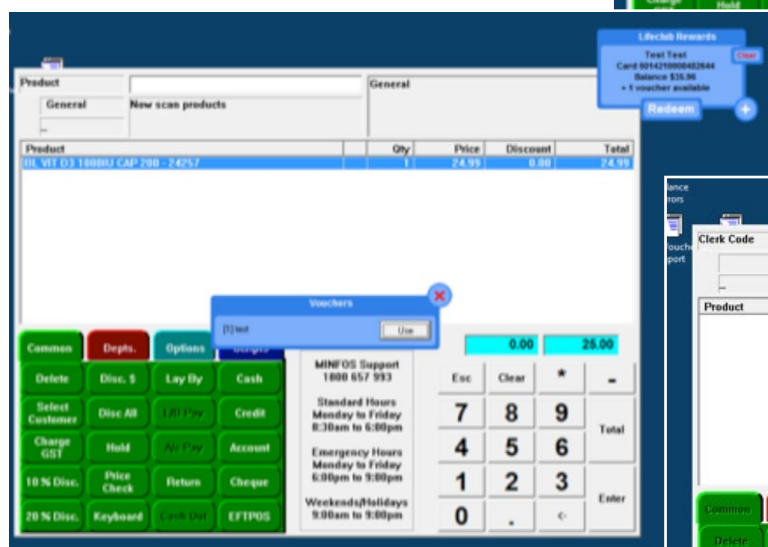 Charge
GST
Hold
Lifeclub Rewards
Test Test
Clear
Card 6014210000482644
Balance $35.96
+ 1 voucher available
Redeem
+
Product
General
General
New scan products
Product Qty Price Discount Total
OL VIT D3 1000IU CAP 200 - 24257 1 24.99 0.00 24.99
Vouchers
[1] test
Use
0.00 25.00
Common Depts. Options Scripts
Delete Disc. $ Lay By Cash
Select
Customer
Disc All
L/B Pay
Credit
Charge
GST
Hold
A/c Pay
Account
10 % Disc.
Price
Check
Return
Cheque
20 % Disc. Keyboard Cash Out EFTPOS
MINFOS Support
1800 657 993
Standard Hours
Monday to Friday
8:30am to 6:00pm
Emergency Hours
Monday to Friday
6:00pm to 9:00pm
Weekends/Holidays
9:00am to 9:00pm
Esc Clear * -
7 8 9
Total
4 5 6
1 2 3
Enter
0 . <-
Clerk Code
Product
Common
Delete